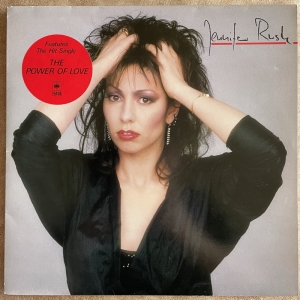 Jennifer Rush
Features
The Hit Single
THE
POWER OF LOVE